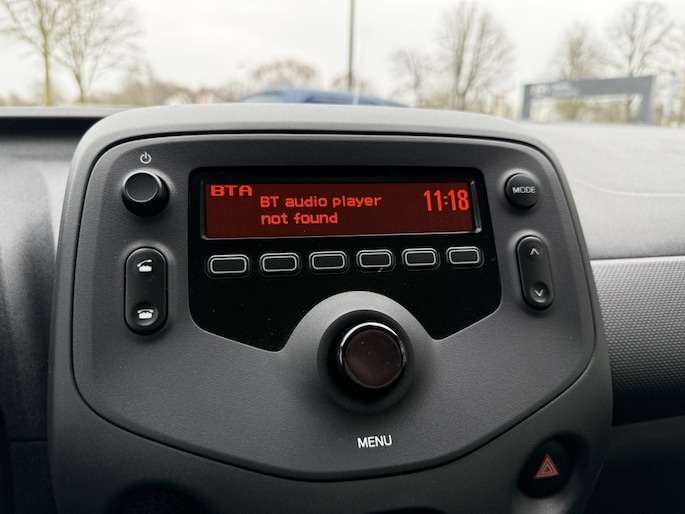 BTA
BT audio player
not found
11:18
MODE
MENU